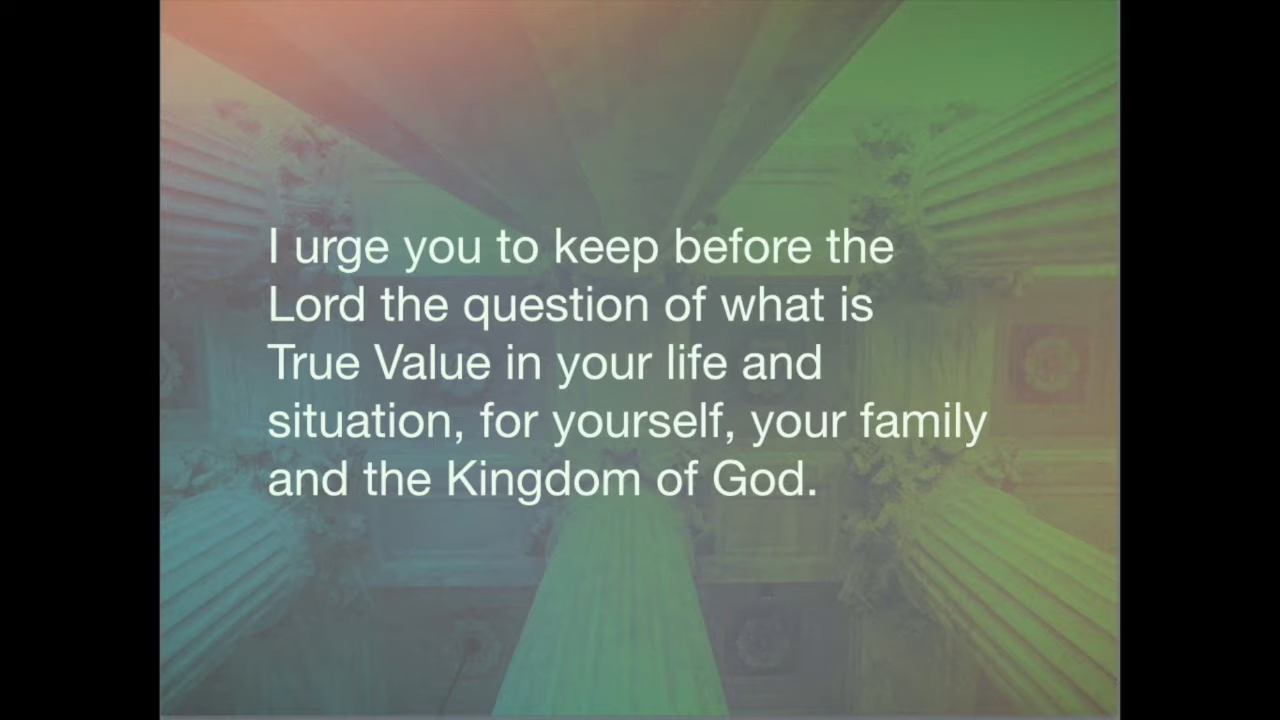 I urge you to keep before the
Lord the question of what is
True Value in your life and
situation, for yourself, your family
and the Kingdom of God.